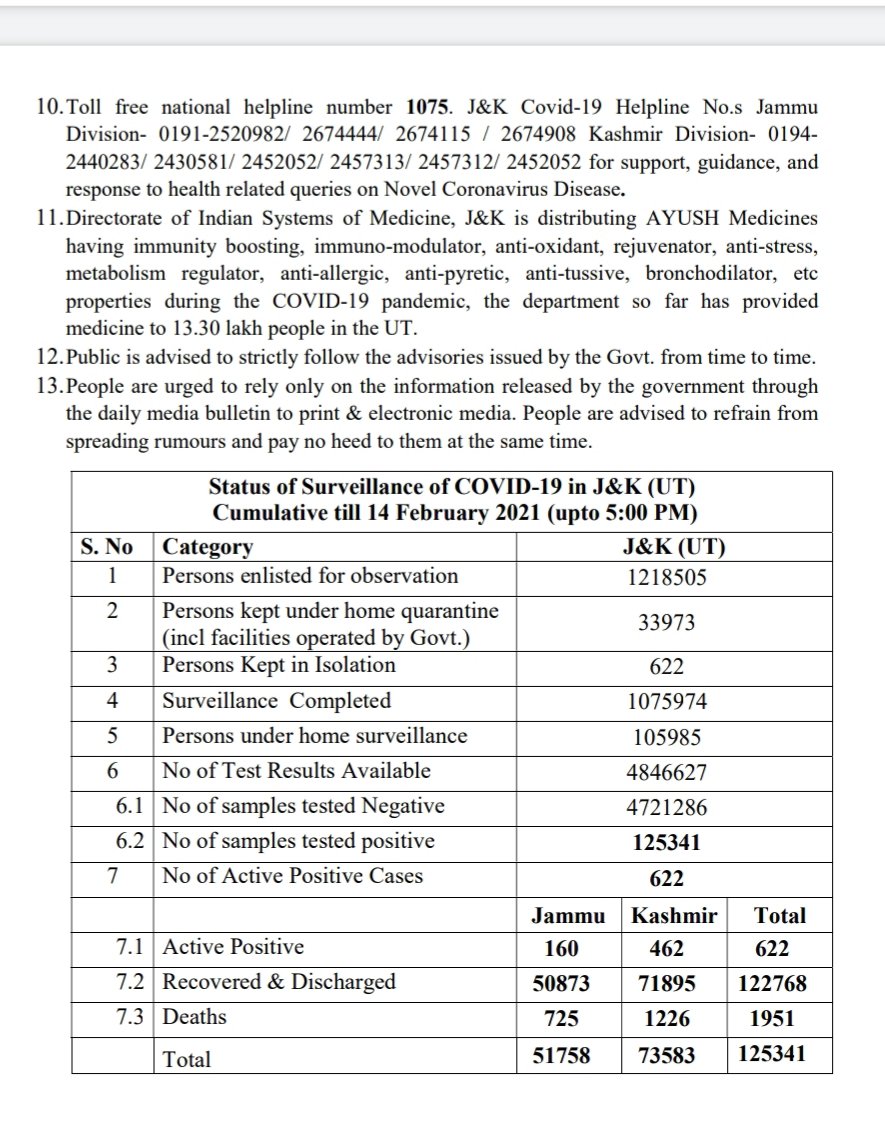 10.Toll free national helpline number 1075. J&K Covid-19 Helpline No.s Jammu
Division- 0191-2520982/ 2674444/ 2674115 / 2674908 Kashmir Division- 0194-
2440283/ 2430581/ 2452052/ 2457313/ 2457312/ 2452052 for support, guidance, and
response to health related queries on Novel Coronavirus Disease.
11.Directorate of Indian Systems of Medicine, J&K is distributing AYUSH Medicines
having immunity boosting, immuno-modulator, anti-oxidant, rejuvenator, anti-stress,
metabolism regulator, anti-allergic, anti-pyretic, anti-tussive, bronchodilator, etc
properties during the COVID-19 pandemic, the department so far has provided
medicine to 13.30 lakh people in the UT.
12.Public is advised to strictly follow the advisories issued by the Govt. from time to time.
13.People are urged to rely only on the information released by the government through
the daily media bulletin to print & electronic media. People are advised to refrain from
spreading rumours and pay no heed to them at the same time.
Status of Surveillance of COVID-19 in J&K (UT)
Cumulative till 14 February 2021 (upto 5:00 PM)
S. No Category J&K (UT)
1 Persons enlisted for observation 1218505
2 Persons kept under home quarantine
(incl facilities operated by Govt.) 33973
3 Persons Kept in Isolation 622
4 Surveillance Completed 1075974
5 Persons under home surveillance 105985
6 No of Test Results Available 4846627
6.1 No of samples tested Negative 4721286
6.2 No of samples tested positive 125341
7 No of Active Positive Cases 622
Jammu Kashmir Total
7.1 Active Positive 160 462 622
7.2 Recovered & Discharged 50873 71895 122768
7.3 Deaths 725 1226 1951
Total 51758 73583 125341